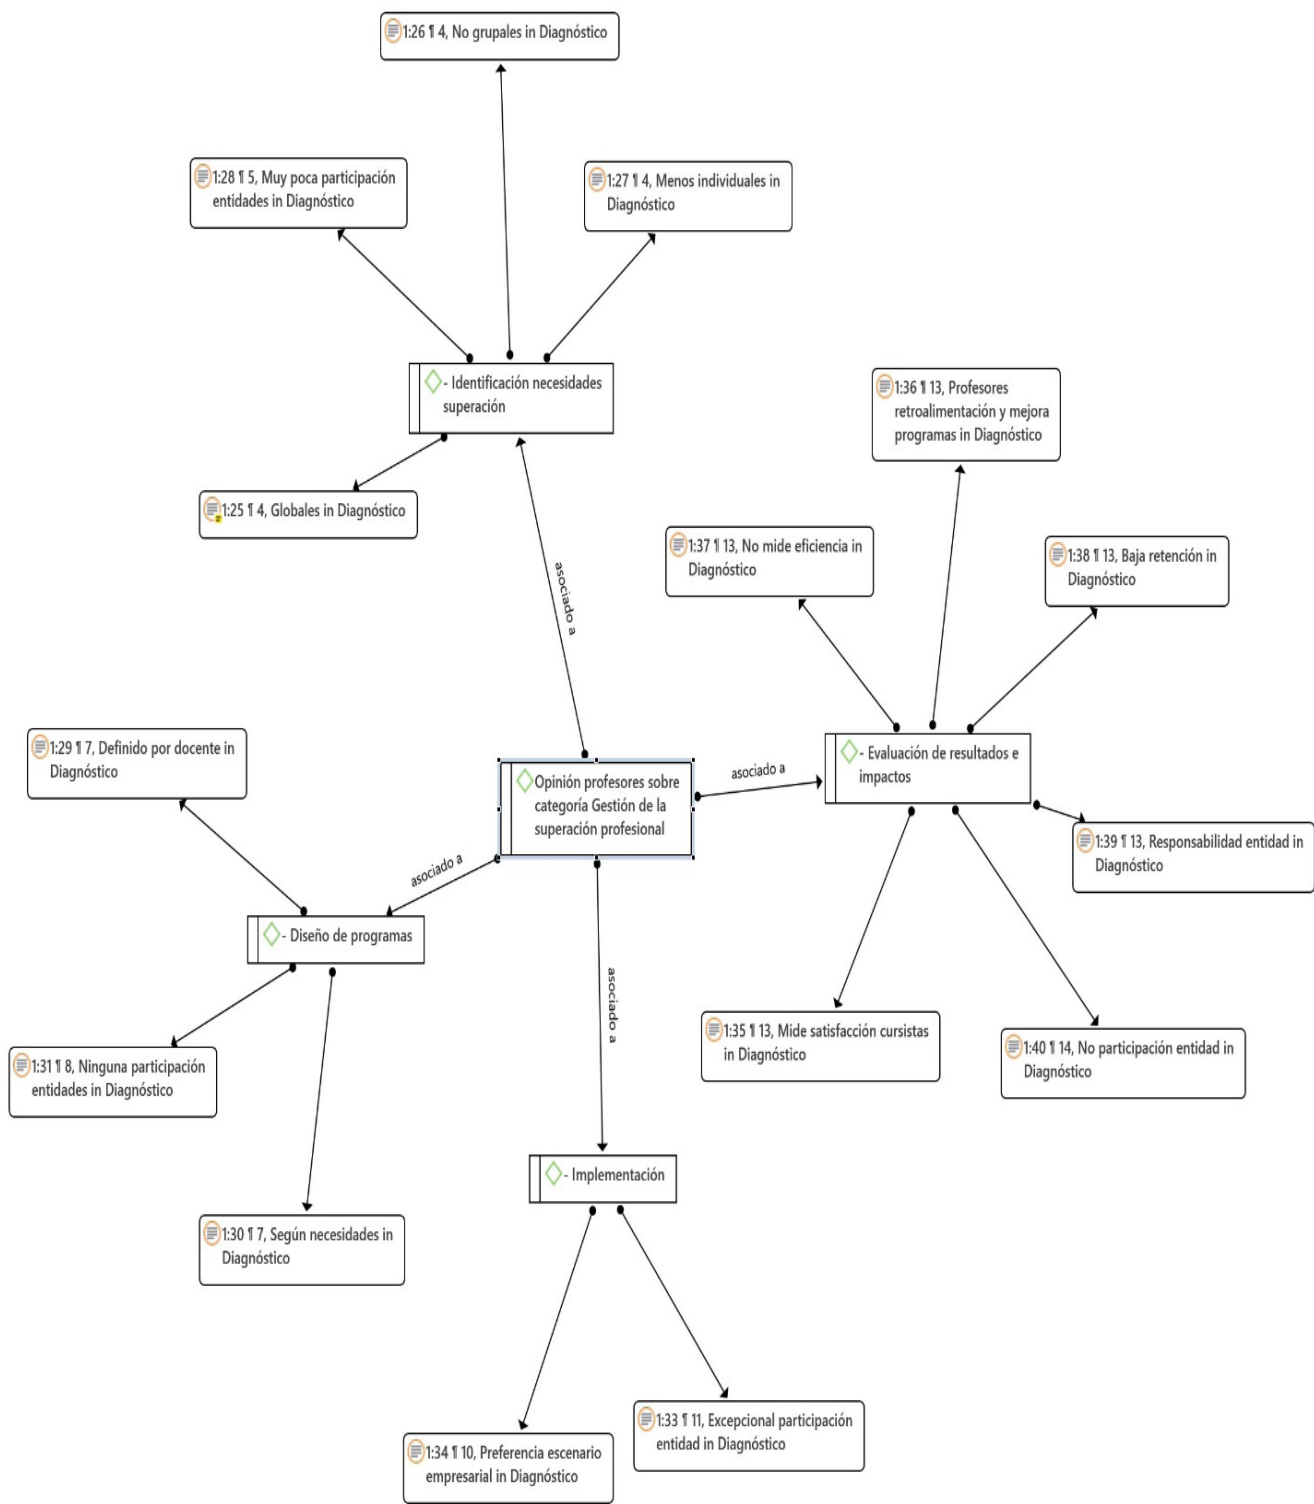 1:26 ¶ 4, No grupales in Diagnóstico
1:28 ¶ 5, Muy poca participación
entidades in Diagnóstico
1:27 ¶ 4, Menos individuales in
Diagnóstico
- Identificación necesidades
superación
1:25 ¶ 4, Globales in Diagnóstico
asociado a
1:36 ¶ 13, Profesores
retroalimentación y mejora
programas in Diagnóstico
1:37 ¶ 13, No mide eficiencia in
Diagnóstico
1:38 ¶ 13, Baja retención in
Diagnóstico
1:29 ¶ 7, Definido por docente in
Diagnóstico
Opinión profesores sobre
categoría Gestión de la
superación profesional
asociado a
- Evaluación de resultados e
impactos
1:39 ¶ 13, Responsabilidad entidad in
Diagnóstico
asociado a
- Diseño de programas
asociado a
1:35 ¶ 13, Mide satisfacción cursistas
in Diagnóstico
1:40 ¶ 14, No participación entidad in
Diagnóstico
1:31 ¶ 8, Ninguna participación
entidades in Diagnóstico
- Implementación
1:30 ¶ 7, Según necesidades in
Diagnóstico
1:33 ¶ 11, Excepcional participación
entidad in Diagnóstico
1:34 ¶ 10, Preferencia escenario
empresarial in Diagnóstico